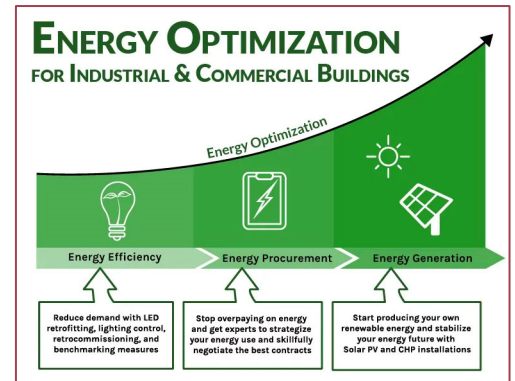 ENERGY OPTIMIZATION
FOR INDUSTRIAL & COMMERCIAL BUILDINGS
Energy Optimization
Energy Efficiency
Energy Procurement
Energy Generation
Reduce demand with LED
retrofitting, lighting control,
retrocommissioning, and
benchmarking measures
Stop overpaying on energy
and get experts to strategize
your energy use and skillfully
negotiate the best contracts
Start producing your own
renewable energy and stabilize
your energy future with
Solar PV and CHP installations